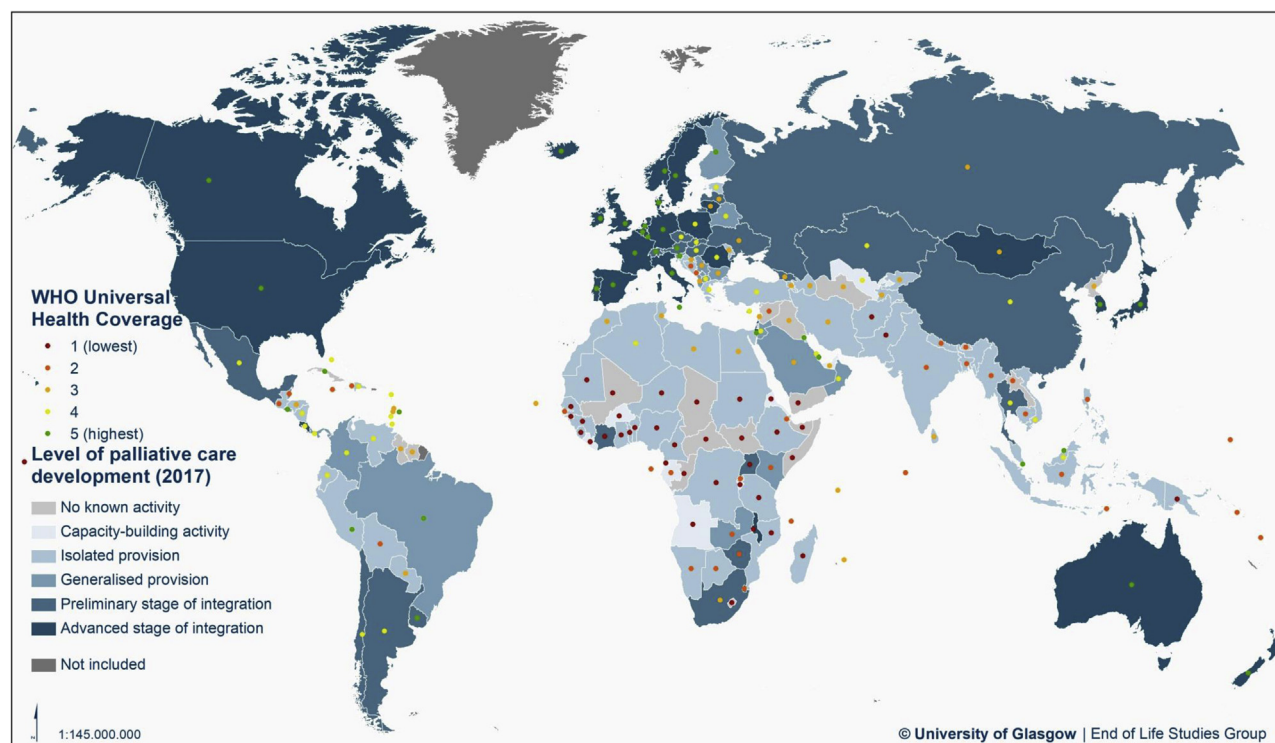 WHO Universal
Health Coverage
1 (lowest)
2
3
4
5 (highest)
Level of palliative care
development (2017)
No known activity
Capacity-building activity
Isolated provision
Generalised provision
Preliminary stage of integration
Advanced stage of integration
Not included
1:145.000.000
© University of Glasgow | End of Life Studies Group